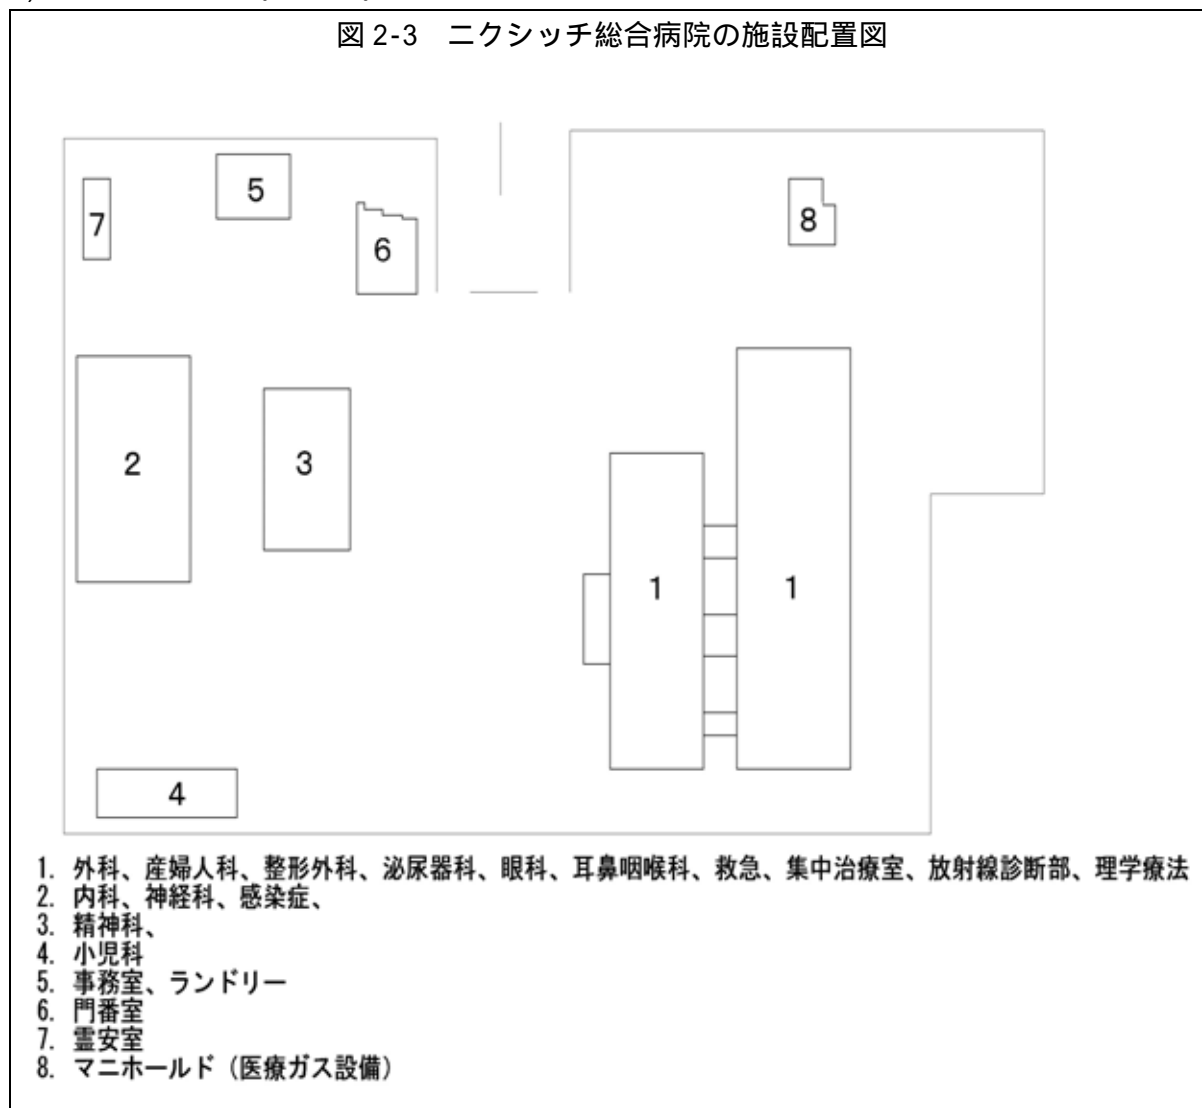 図 2-3 ニクシッチ総合病院の施設配置図
5
7
8
6
2
3
1
1
4
1. 外科、産婦人科、整形外科、泌尿器科、眼科、耳鼻咽喉科、救急、集中治療室、放射線診断部、理学療法
2. 内科、神経科、感染症、
3. 精神科、
4. 小児科
5. 事務室、ランドリー
6. 門番室
7. 霊安室
8. マニホールド（医療ガス設備）